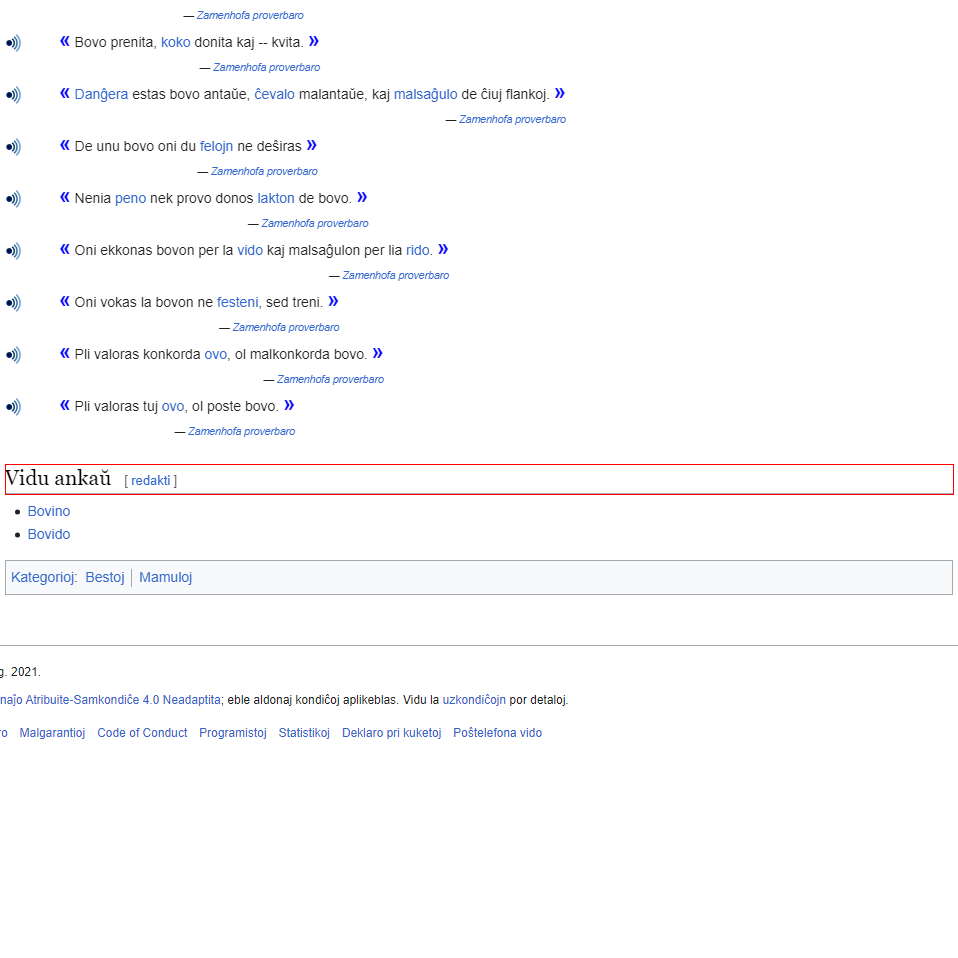 — Zamenhofa proverbaro
« Bovo prenita, koko donita kaj -- kvita. »
— Zamenhofa proverbaro
« Danĝera estas bovo antaŭe, ĉevalo malantaŭe, kaj malsaĝulo de ĉiuj flankoj. »
— Zamenhofa proverbaro
« De unu bovo oni du felojn ne deŝiras »
— Zamenhofa proverbaro
« Nenia peno nek provo donos lakton de bovo. »
— Zamenhofa proverbaro
« Oni ekkonas bovon per la vido kaj malsaĝulon per lia rido. »
— Zamenhofa proverbaro
« Oni vokas la bovon ne festeni, sed treni. »
— Zamenhofa proverbaro
« Pli valoras konkorda ovo, ol malkonkorda bovo. »
— Zamenhofa proverbaro
« Pli valoras tuj ovo, ol poste bovo. »
— Zamenhofa proverbaro
Vidu ankaŭ [ redakti ]
• Bovino
• Bovido
Kategorioj: Bestoj | Mamuloj
g. 2021.
naĵo Atribuite-Samkondiĉe 4.0 Neadaptita; eble aldonaj kondiĉoj aplikeblas. Vidu la uzkondiĉojn por detaloj.
ro Malgarantioj Code of Conduct Programistoj Statistikoj Deklaro pri kuketoj Poŝtelefona vido